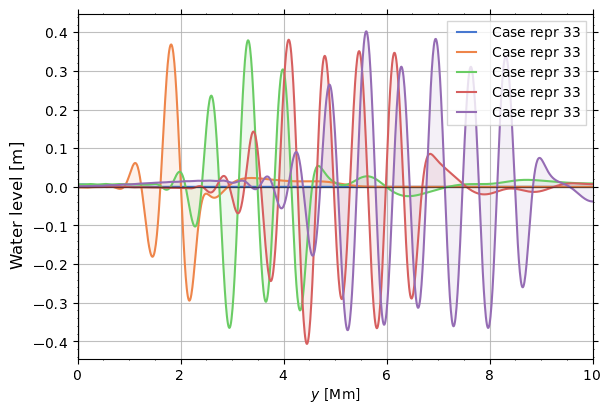 Case repr 33
Case repr 33
Case repr 33
Case repr 33
Case repr 33
0.4
0.3
0.2
0.1
0.0
−0.1
−0.2
−0.3
−0.4
Water level [m]
0 2 4 6 8 10
y [Mm]